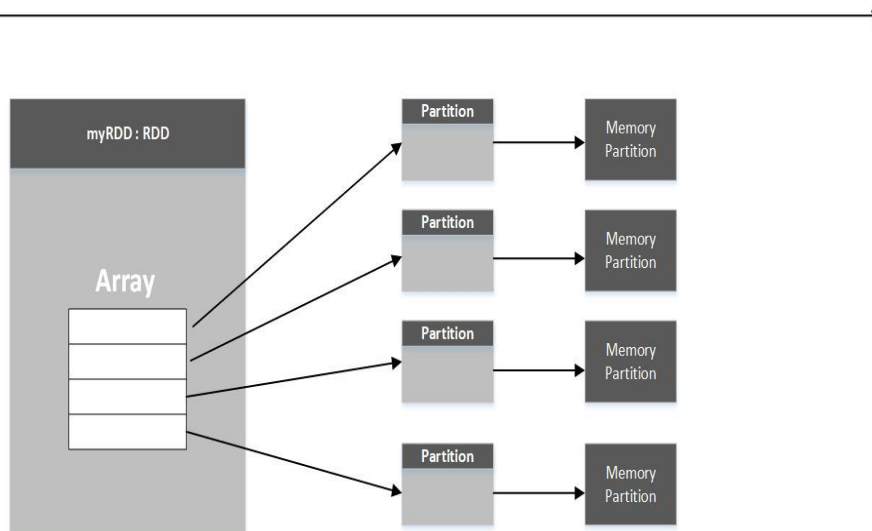 myRDD : RDD
Array
Partition
Memory
Partition
Partition
Memory
Partition
Partition
Memory
Partition
Partition
Memory
Partition